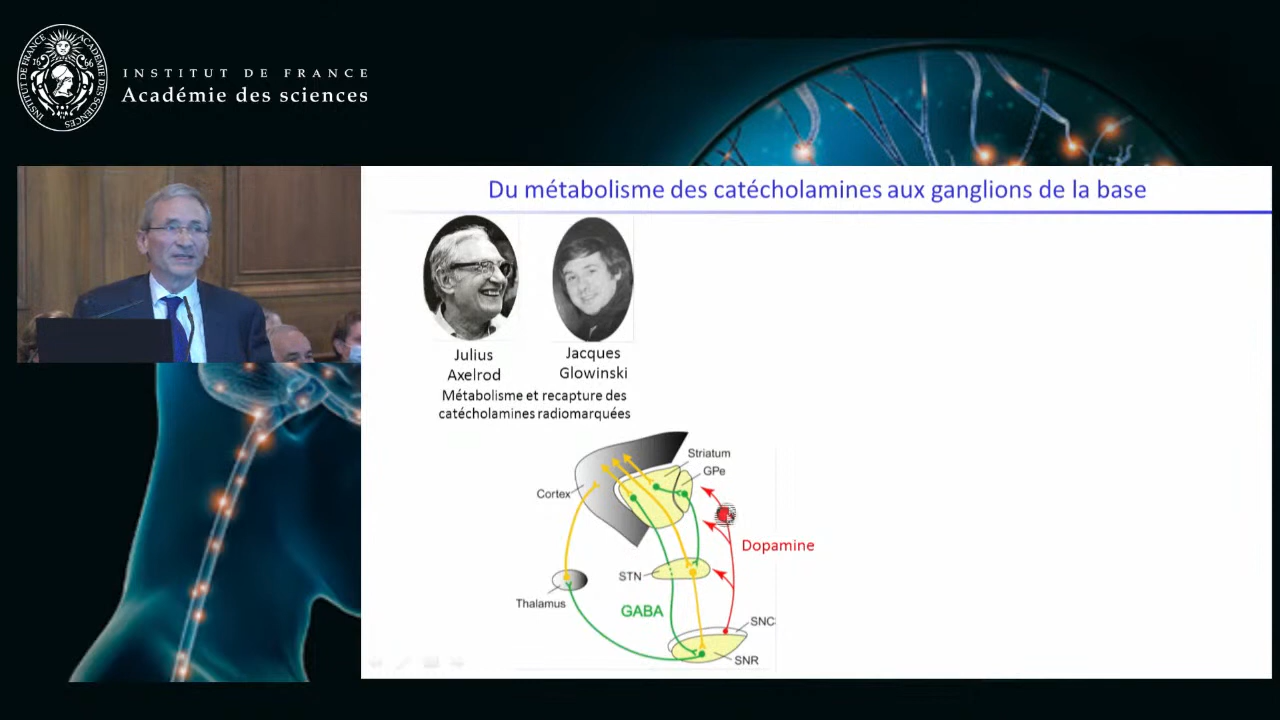 INSTITUT DE FRANCE
Académie des sciences
Du métabolisme des catécholamines aux ganglions de la base
Julius
Axelrod
Jacques
Glowinski
Métabolisme et recapture des
catécholamines radiomarquées
Striatum
GPe
Cortex
Dopamine
STN
Thalamus
GABA
SNC
SNR